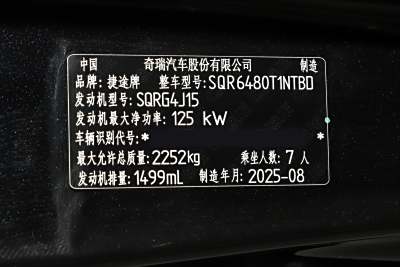 中国 奇瑞汽车股份有限公司 制造
品牌:捷途牌 整车型号:SQR6480T1NTBD
发动机型号:SQRG4J15
发动机最大净功率:125 kW
车辆识别代号:* *
最大允许总质量:2252kg 乘坐人数:7 人
发动机排量:1499mL 制造年月:2025-08